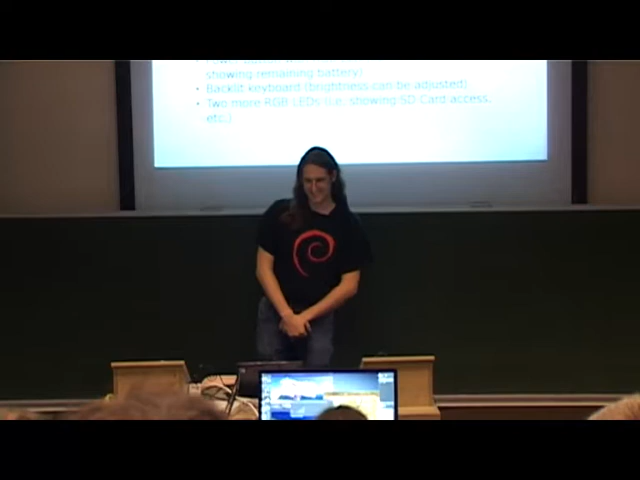 showing remaining battery)
• Backlit keyboard (brightness can be adjusted)
• Two more RGB LEDs (i.e. showing SD Card access,
etc.)